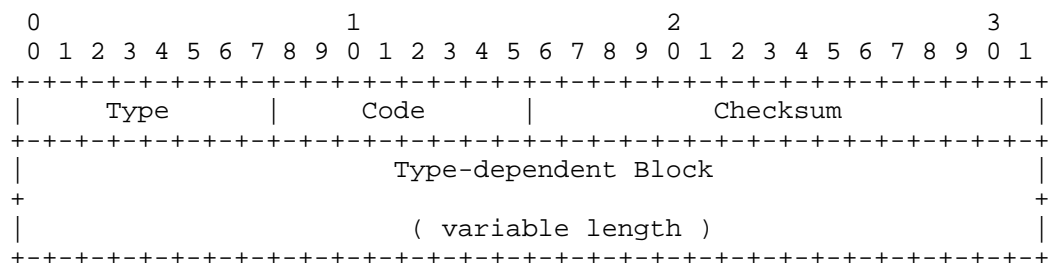 0                   1                   2                   3
 0 1 2 3 4 5 6 7 8 9 0 1 2 3 4 5 6 7 8 9 0 1 2 3 4 5 6 7 8 9 0 1
+-+-+-+-+-+-+-+-+-+-+-+-+-+-+-+-+-+-+-+-+-+-+-+-+-+-+-+-+-+-+-+-+
|     Type      |     Code      |           Checksum            |
+-+-+-+-+-+-+-+-+-+-+-+-+-+-+-+-+-+-+-+-+-+-+-+-+-+-+-+-+-+-+-+-+
|                       Type-dependent Block                    |
+                                                               +
|                        ( variable length )                    |
+-+-+-+-+-+-+-+-+-+-+-+-+-+-+-+-+-+-+-+-+-+-+-+-+-+-+-+-+-+-+-+-+